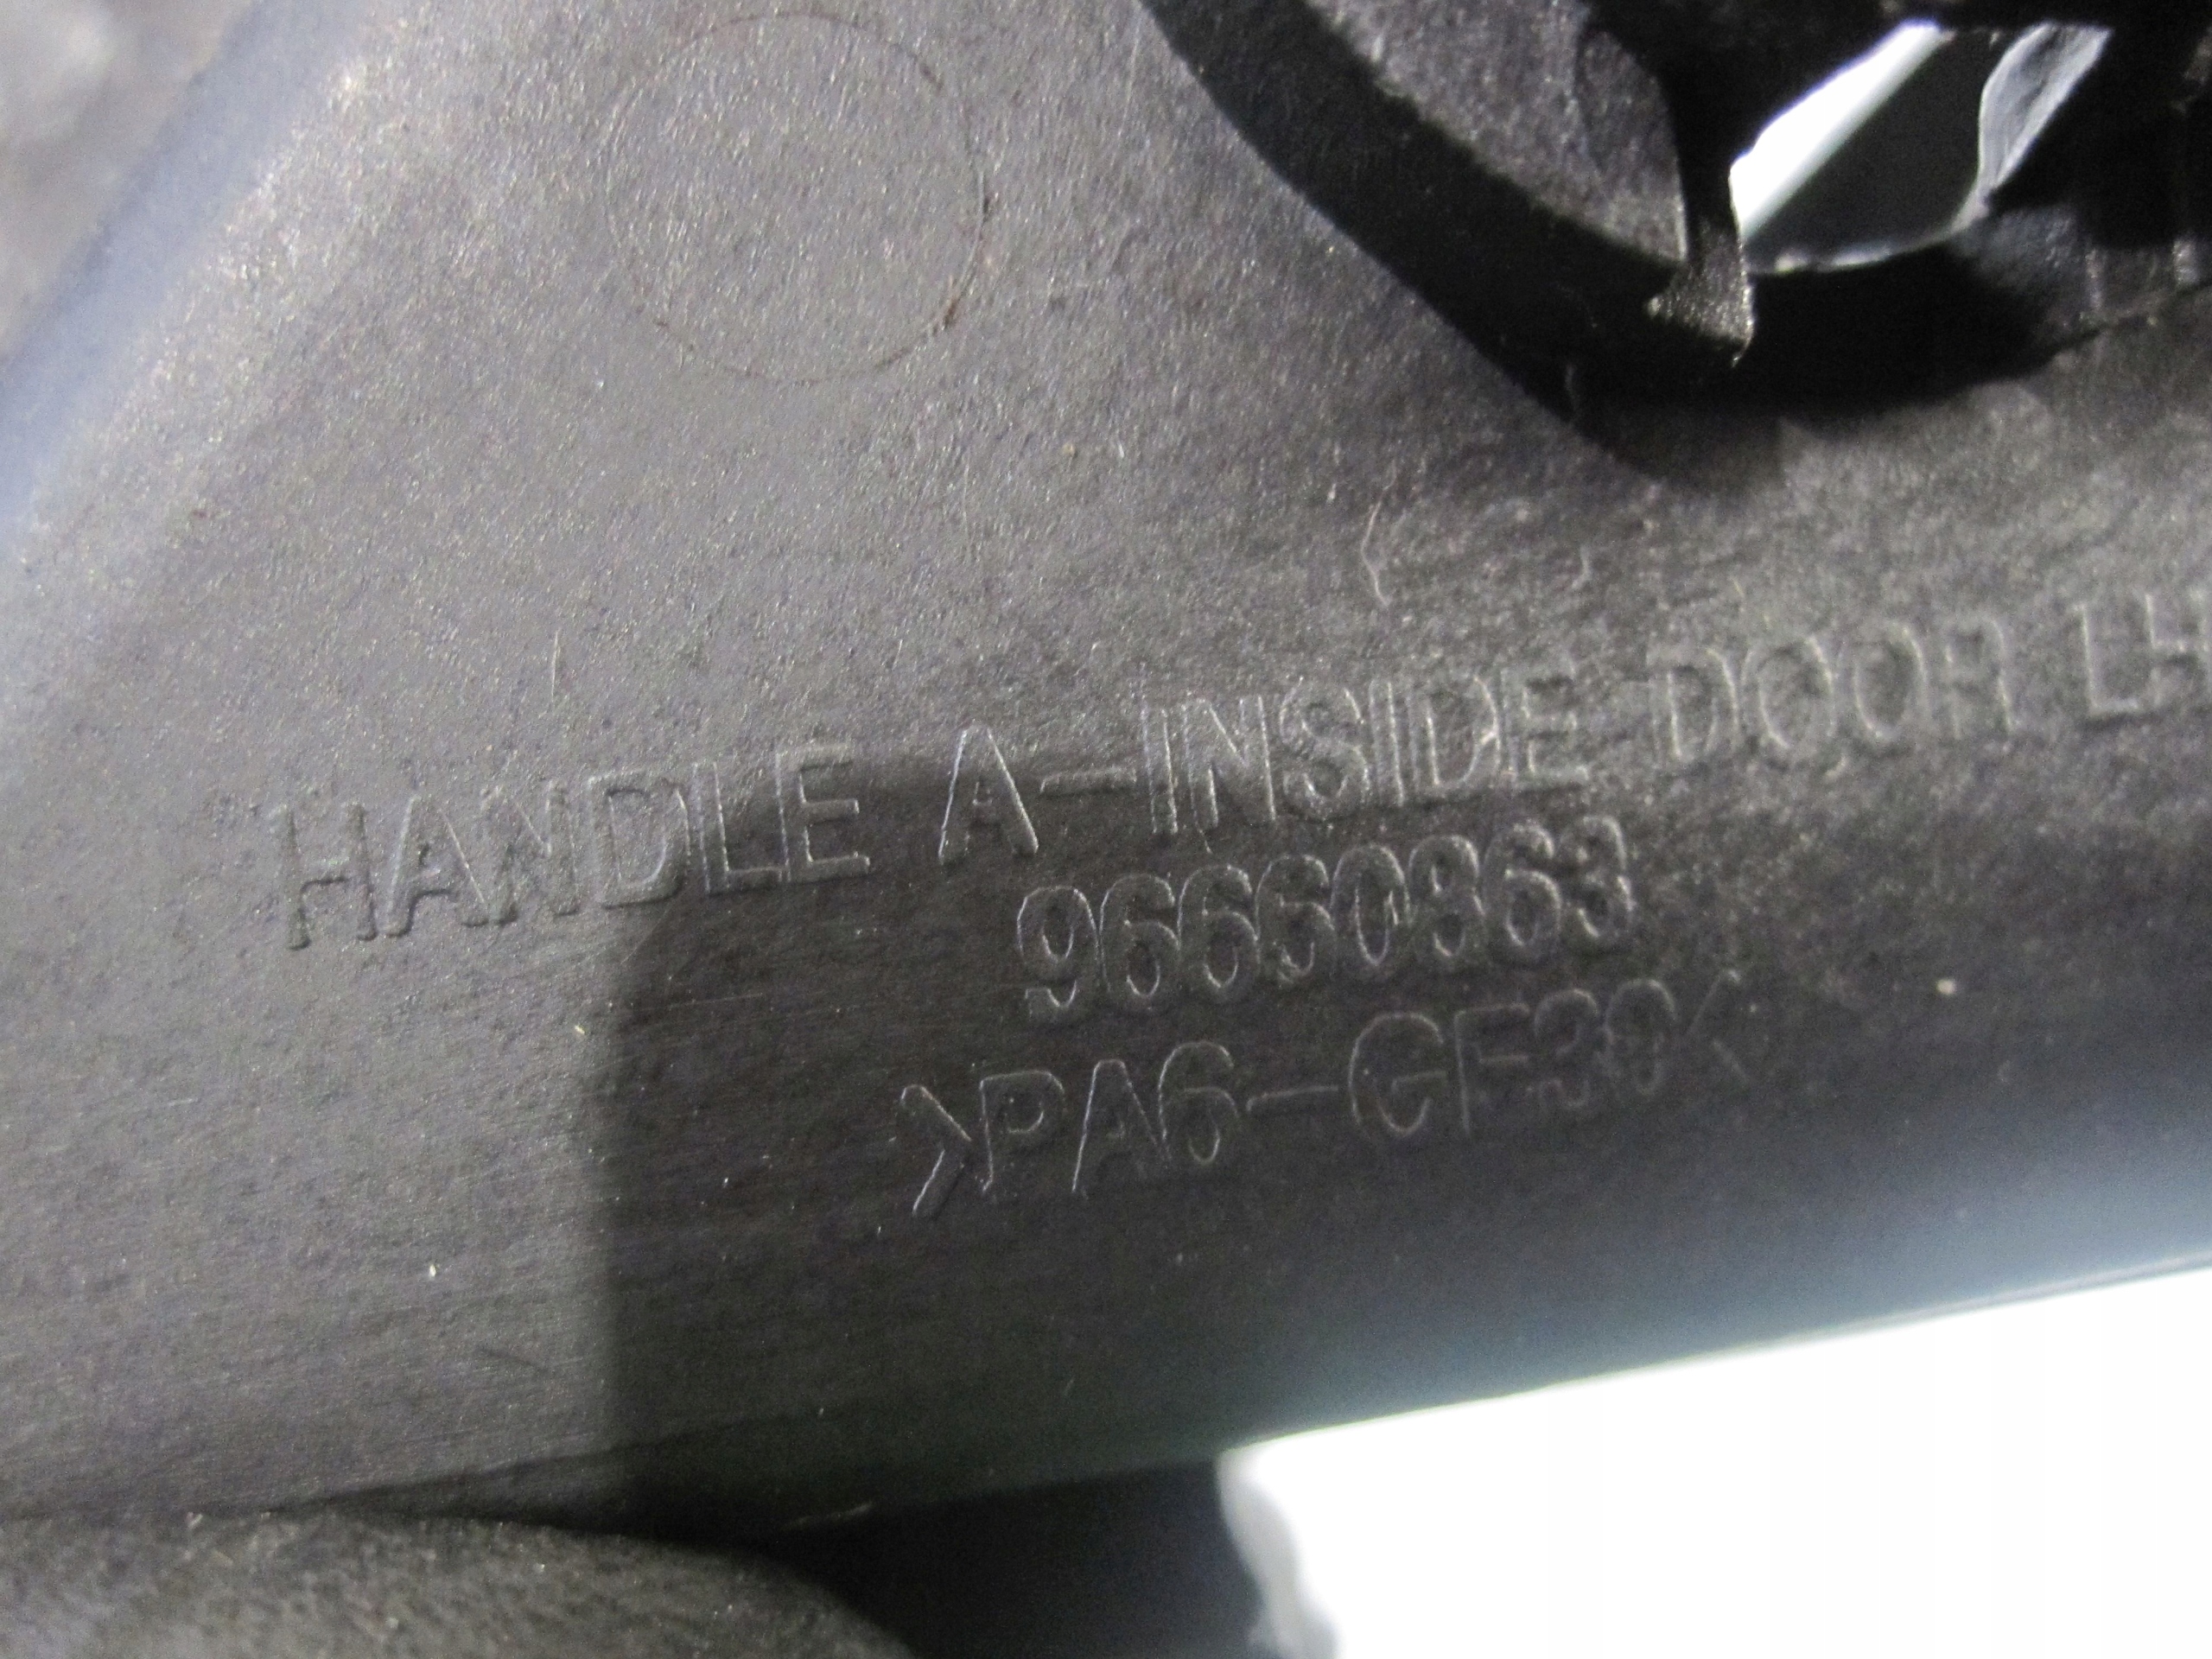 HANDLE A-INSIDE DOOR LH
96660863
>PA6-GF30<